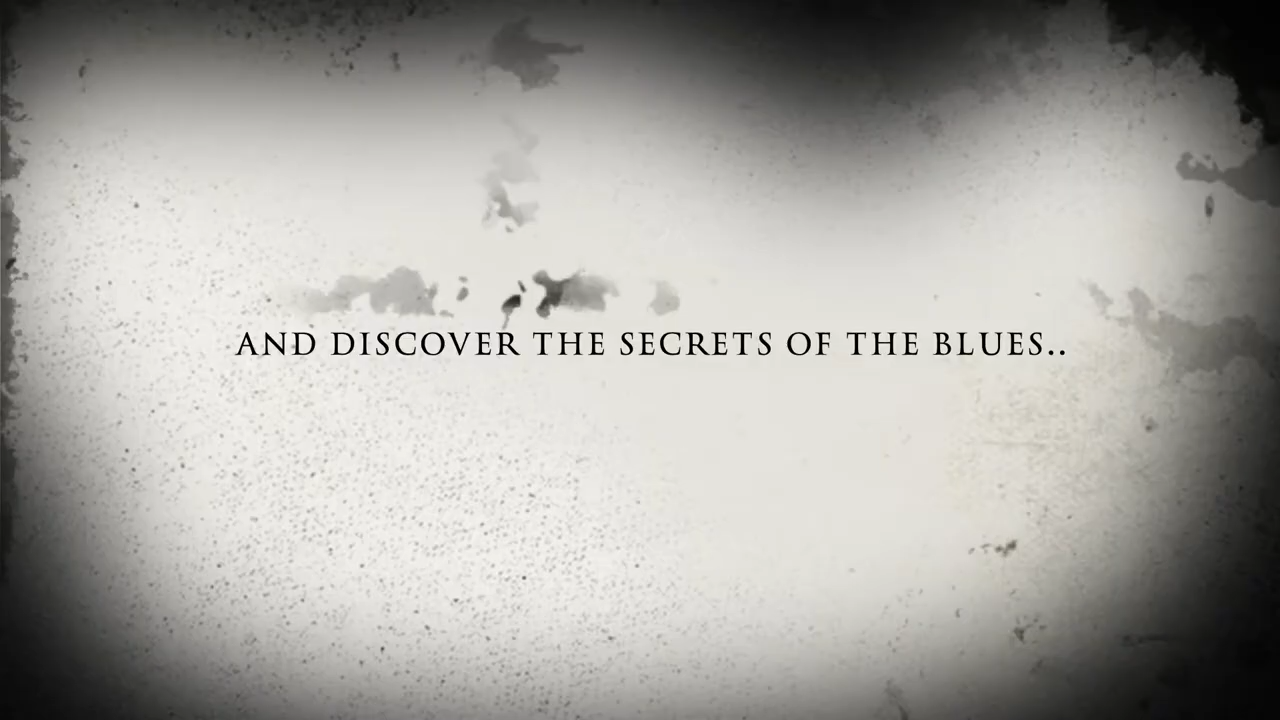 AND DISCOVER THE SECRETS OF THE BLUES..